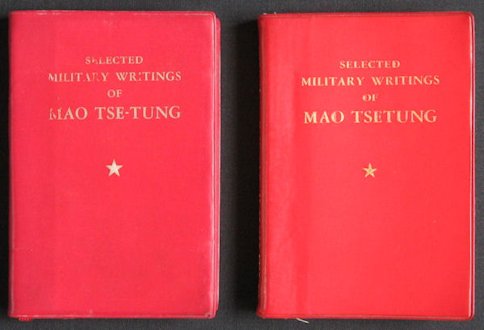 SELECTED
MILITARY WRITINGS
OF
MAO TSE-TUNG
SELECTED
MILITARY WRITINGS
OF
MAO TSETUNG